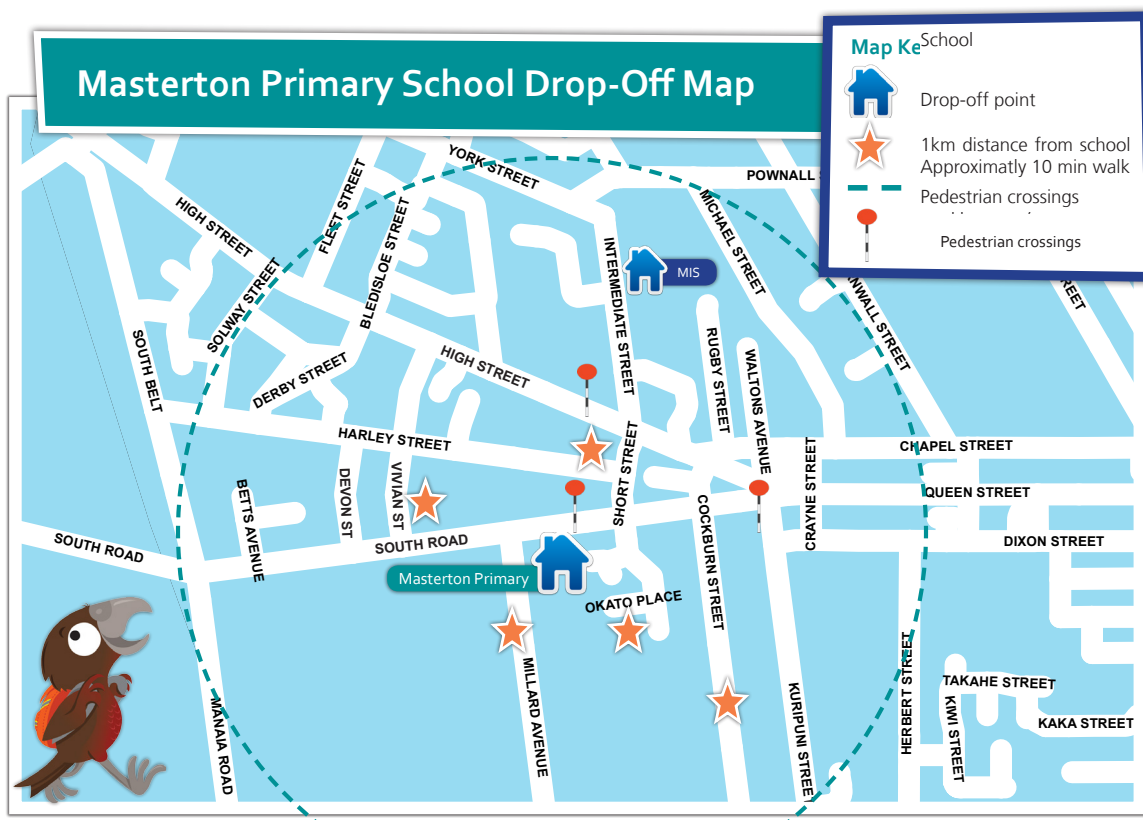 Masterton Primary School Drop-Off Map
Map Ke
School
Drop-off point
1km distance from school
Approximatly 10 min walk
Pedestrian crossings
Pedestrian crossings
YORK STREET
POWNALL
FLEET STREET
HIGH STREET
MICHAEL STREET
BLEDISLOE STREET
INTERMEDIATE STREET
MIS
SOLWAY STREET
STREET
SOUTH BELT
RUGBY STREET
WALTONS AVENUE
HIGH STREET
DERBY STREET
HARLEY STREET
CHAPEL STREET
SHORT STREET
CRAYNE STREET
QUEEN STREET
BETTS AVENUE
DEVON ST
VIVIAN ST
SOUTH ROAD
SOUTH ROAD
COCKBURN STREET
DIXON STREET
Masterton Primary
OKATO PLACE
MILLARD AVENUE
MANAIA ROAD
KURIPUNI STREET
HERBERT STREET
TAKAHE STREET
KIWI STREET
KAKA STREET